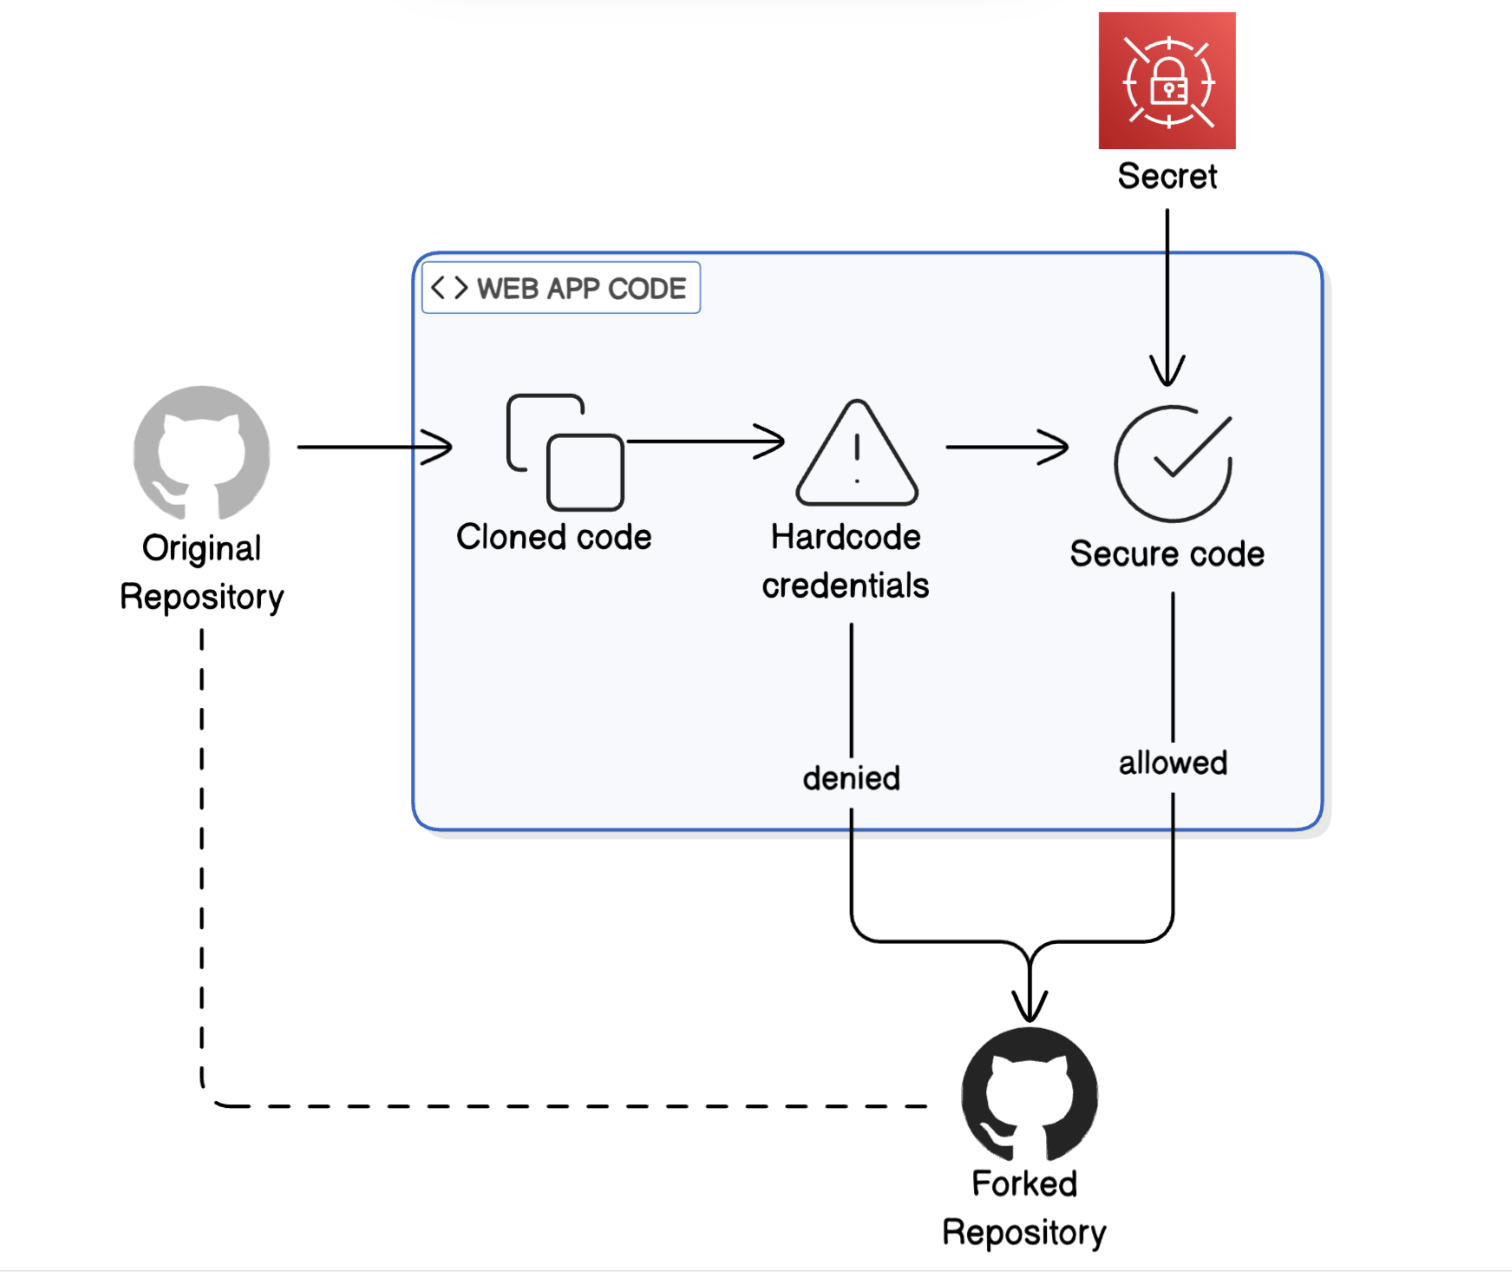 Secret
<> WEB APP CODE
Original
Repository
Cloned code
Hardcode
credentials
Secure code
denied
allowed
Forked
Repository